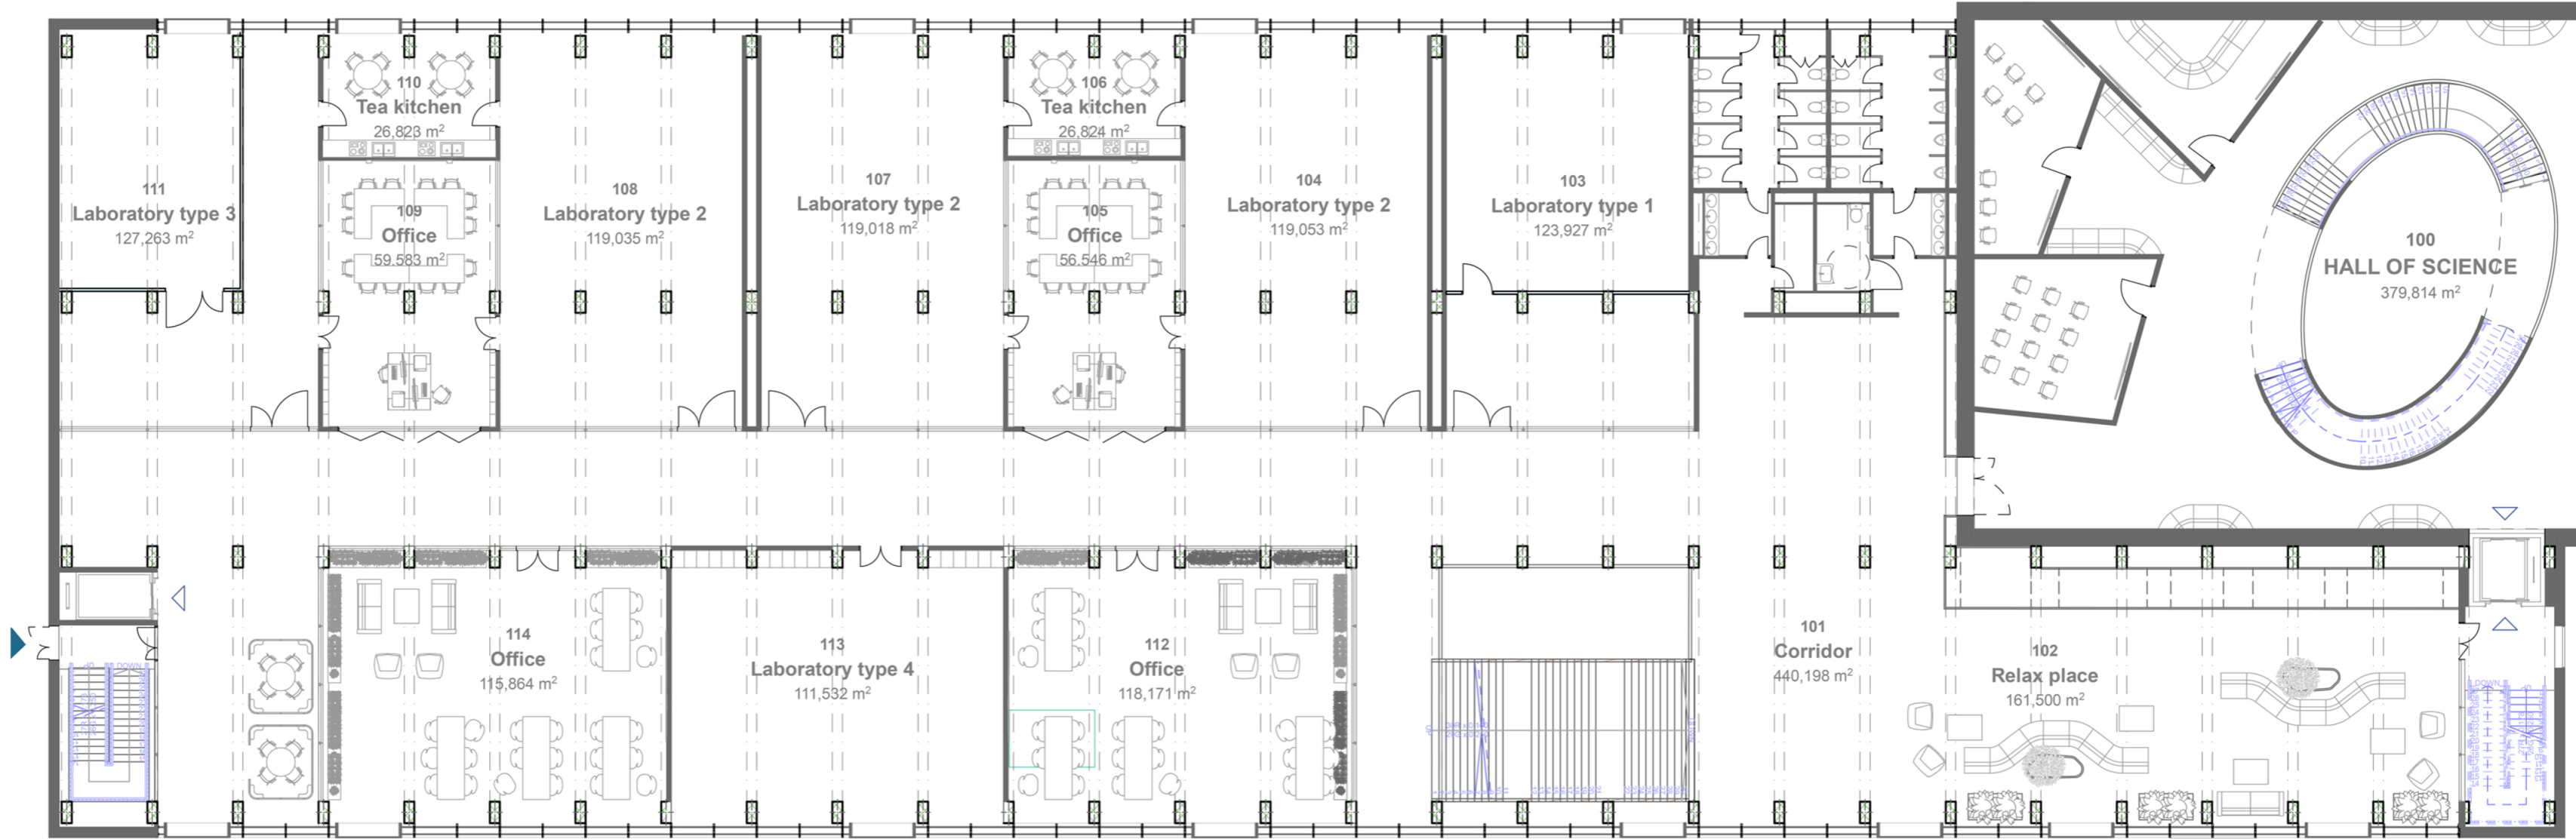 110
Tea kitchen
26,823 m²
106
Tea kitchen
26,824 m²
111
Laboratory type 3
127,263 m²
109
Office
59,583 m²
108
Laboratory type 2
119,035 m²
107
Laboratory type 2
119,018 m²
105
Office
56,546 m²
104
Laboratory type 2
119,053 m²
103
Laboratory type 1
123,927 m²
100
HALL OF SCIENCE
379,814 m²
DOWN
114
Office
115,864 m²
113
Laboratory type 4
111,532 m²
112
Office
118,171 m²
101
Corridor
440,198 m²
102
Relax place
161,500 m²
DOWN